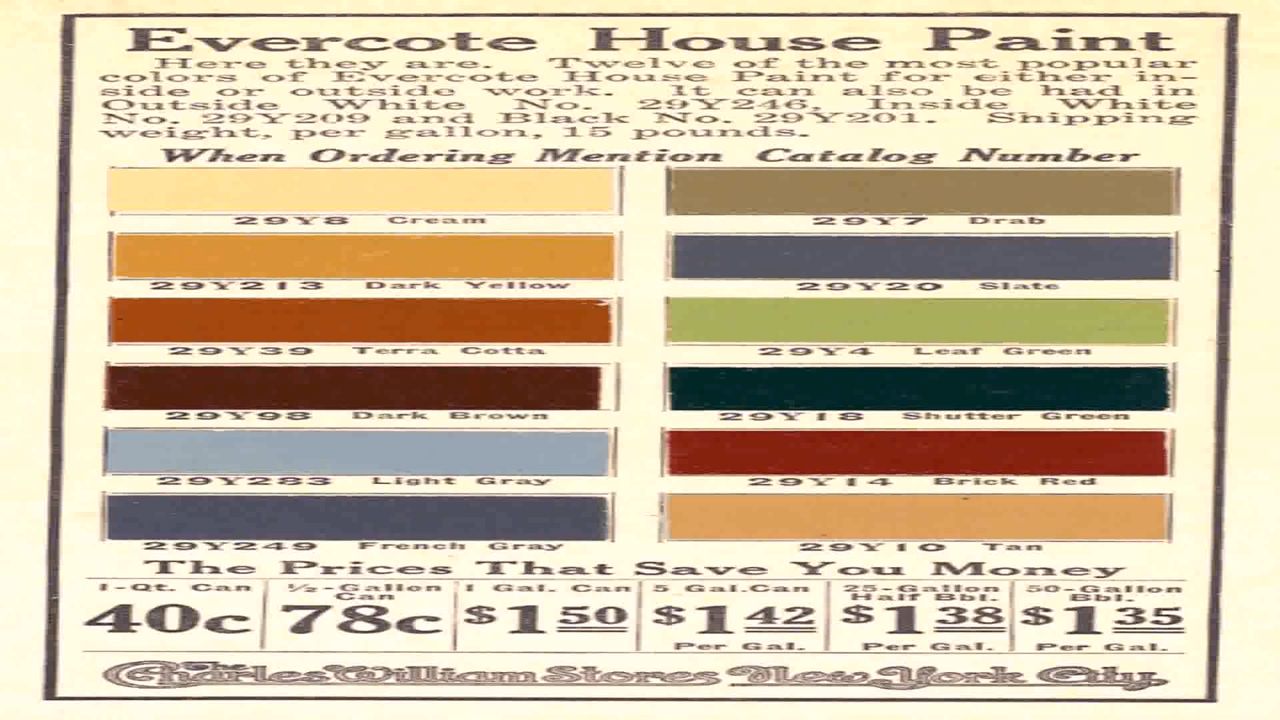 Evercote House Paint
Here they are. Twelve of the most popular
colors of Evercote House Paint for either in-
side or outside work. It can also be had in
Outside White No. 29Y246, Inside White
No. 29Y209 and Black No. 29Y201. Shipping
weight, per gallon, 15 pounds.
When Ordering Mention Catalog Number
29Y8 Cream
29Y7 Drab
29Y213 Dark Yellow
29Y20 Slate
29Y39 Terra Cotta
29Y4 Leaf Green
29Y98 Dark Brown
29Y18 Shutter Green
29Y283 Light Gray
29Y14 Brick Red
29Y249 French Gray
29Y10 Tan
The Prices That Save You Money
1-Qt. Can
40c
½-Gallon
Can
78c
1 Gal. Can
$1 50
5 Gal. Can
$1 42
Per Gal.
25-Gallon
Half Bbl.
$1 38
Per Gal.
50-Gallon
Bbl.
$1 35
Per Gal.
The Charles William Stores New York City.